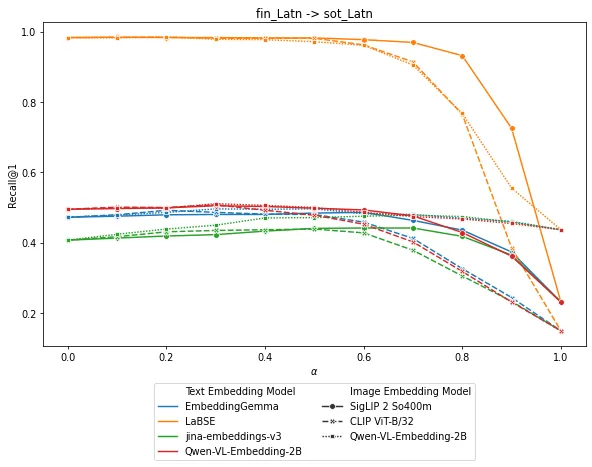 fin_Latn -> sot_Latn
Recall@1
1.0
0.8
0.6
0.4
0.2
0.0 0.2 0.4 0.6 0.8 1.0
α
Text Embedding Model Image Embedding Model
EmbeddingGemma SigLIP 2 So400m
LaBSE CLIP ViT-B/32
jina-embeddings-v3 Qwen-VL-Embedding-2B
Qwen-VL-Embedding-2B